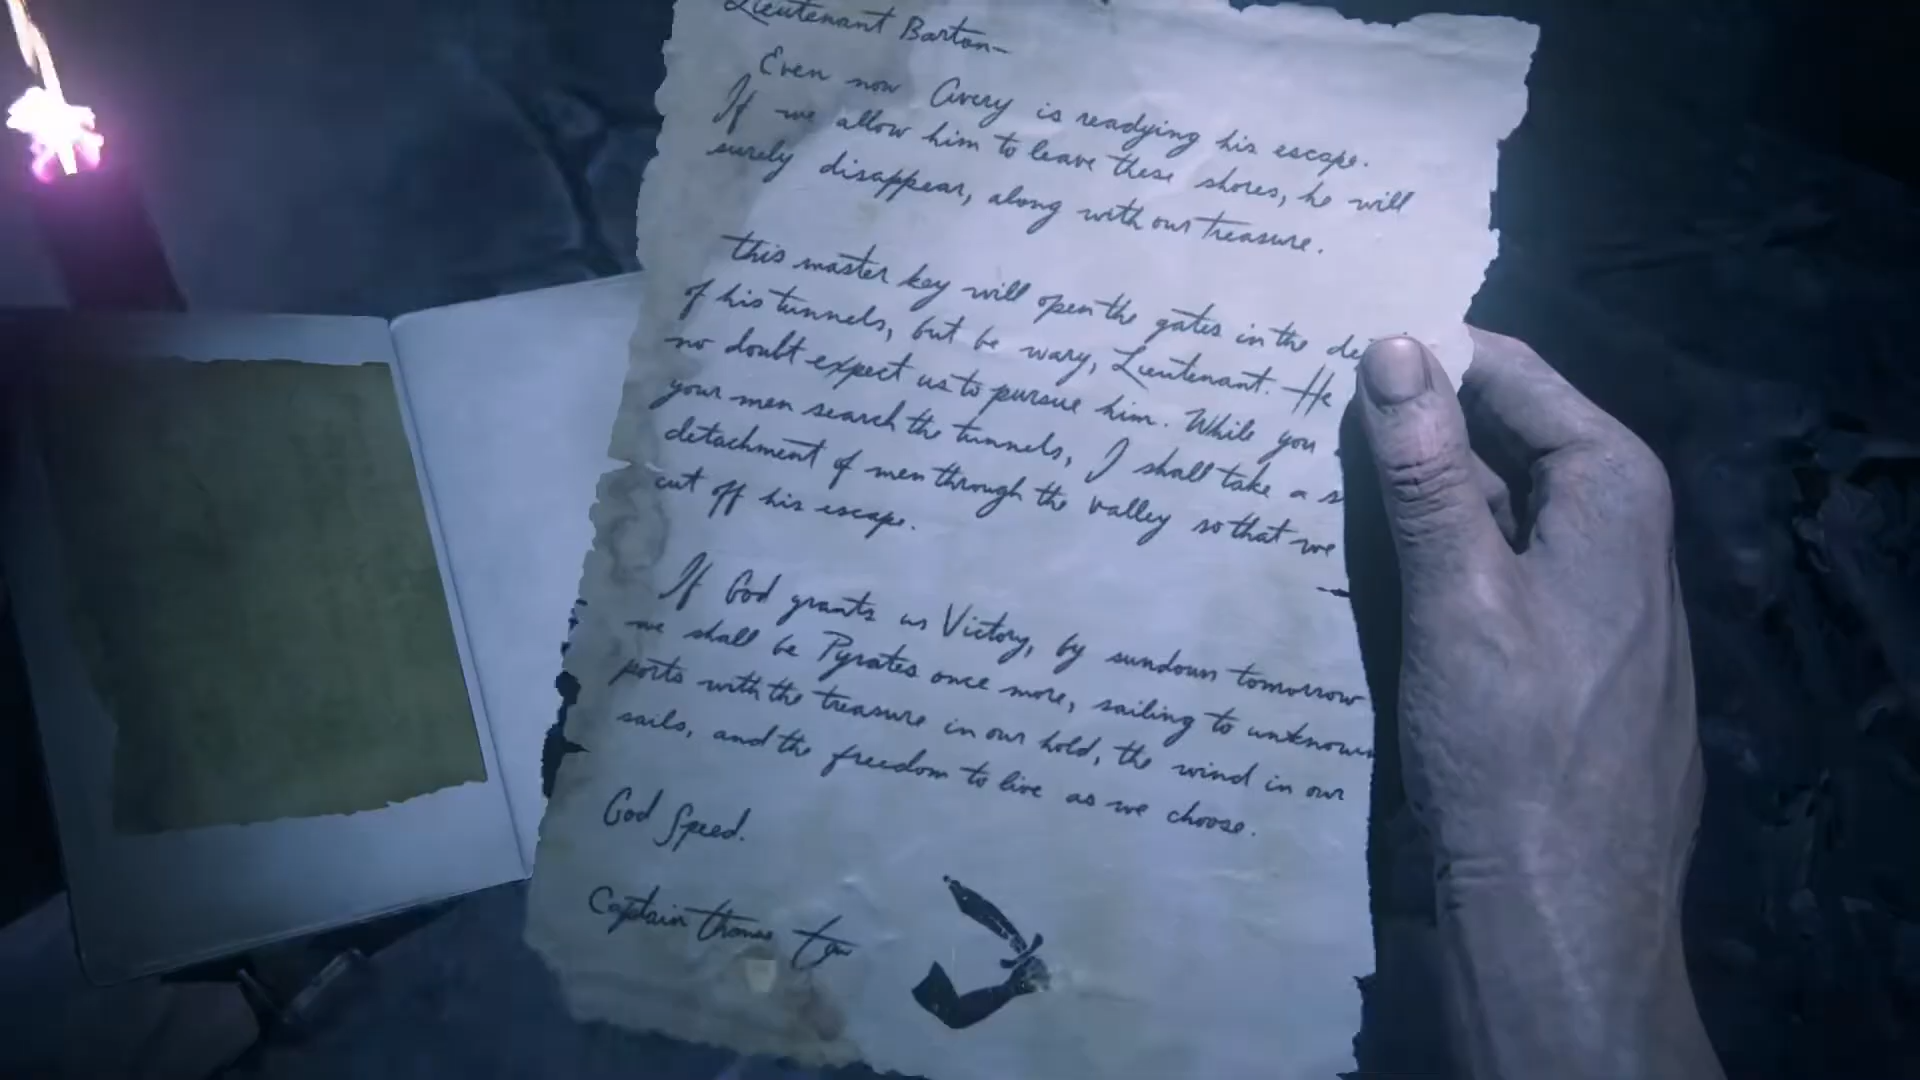 Lieutenant Barton-
Even now Avery is readying his escape.
If we allow him to leave these shores, he will
surely disappear, along with our treasure.
this master key will open the gates in the
of his tunnels, but be wary, Lieutenant. He
no doubt expect us to pursue him. While you
your men search the tunnels, I shall take a
detachment of men through the valley so that we
cut off his escape.
If God grants us Victory, by sundown tomorrow
we shall be Pyrates once more, sailing to unknown
ports with the treasure in our hold, the wind in our
sails, and the freedom to live as we choose.
God Speed.
Captain Thomas Tew